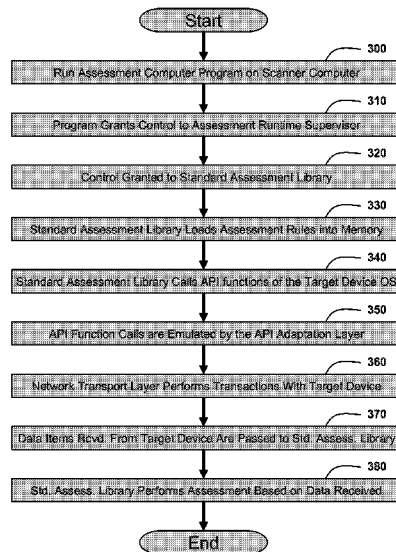 Start
300
Run Assessment Computer Program on Scanner Computer
310
Program Grants Control to Assessment Runtime Supervisor
320
Control Granted to Standard Assessment Library
330
Standard Assessment Library Loads Assessment Rules into Memory
340
Standard Assessment Library Calls API functions of the Target Device OS
350
API Function Calls are Emulated by the API Adaptation Layer
360
Network Transport Layer Performs Transactions With Target Device
370
Data Items Rcvd. From Target Device Are Passed to Std. Assess. Library
380
Std. Assess. Library Performs Assessment Based on Data Received
End